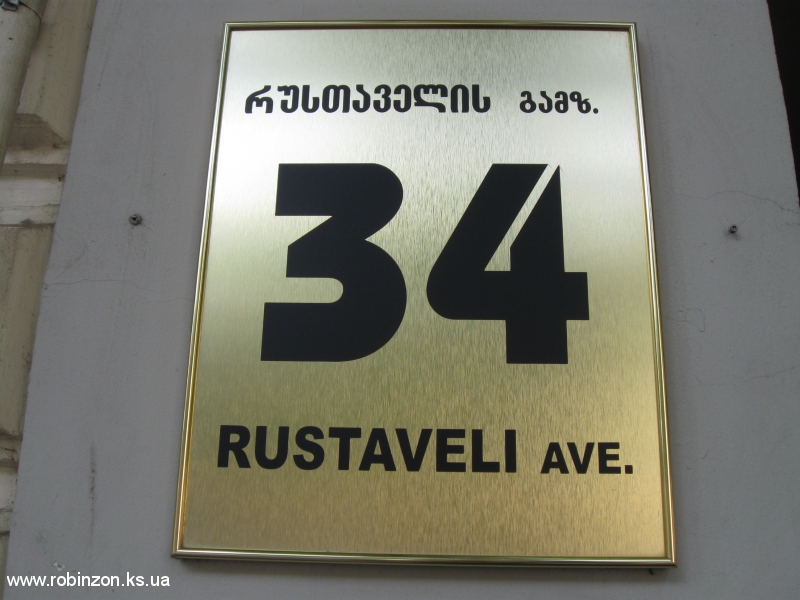 რუსთაველის გამზ.
34
RUSTAVELI AVE.
www.robinzon.ks.ua